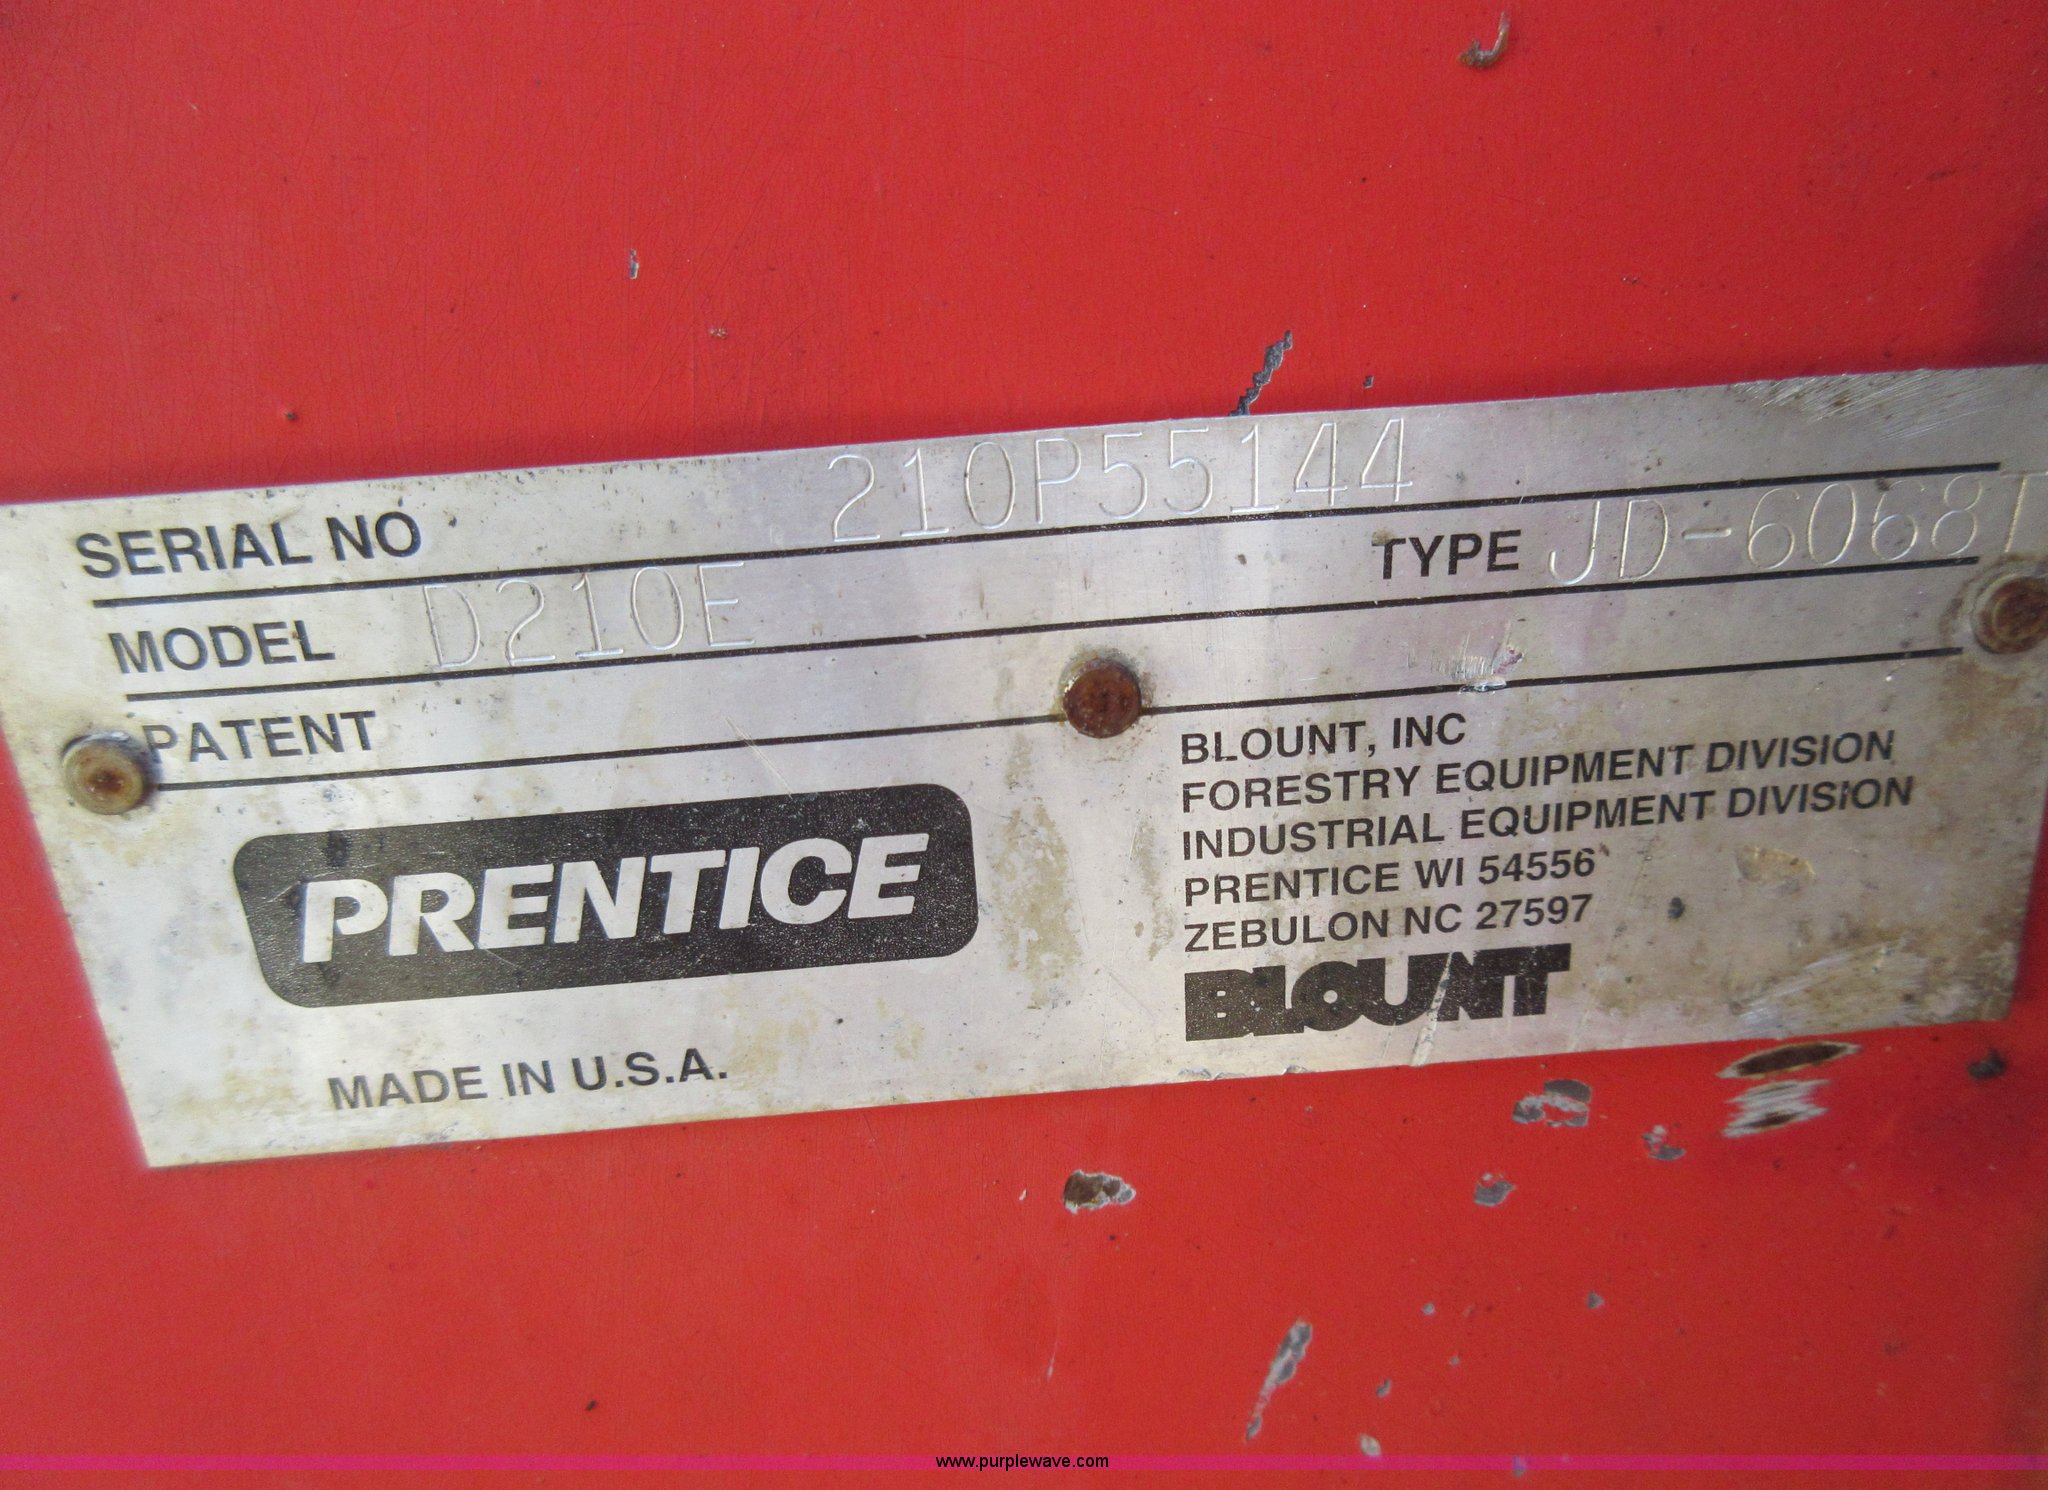 SERIAL NO 210P55144
MODEL D210E TYPE JD-6068T
PATENT
PRENTICE
MADE IN U.S.A.
BLOUNT, INC
FORESTRY EQUIPMENT DIVISION
INDUSTRIAL EQUIPMENT DIVISION
PRENTICE WI 54556
ZEBULON NC 27597
BLOUNT
www.purplewave.com